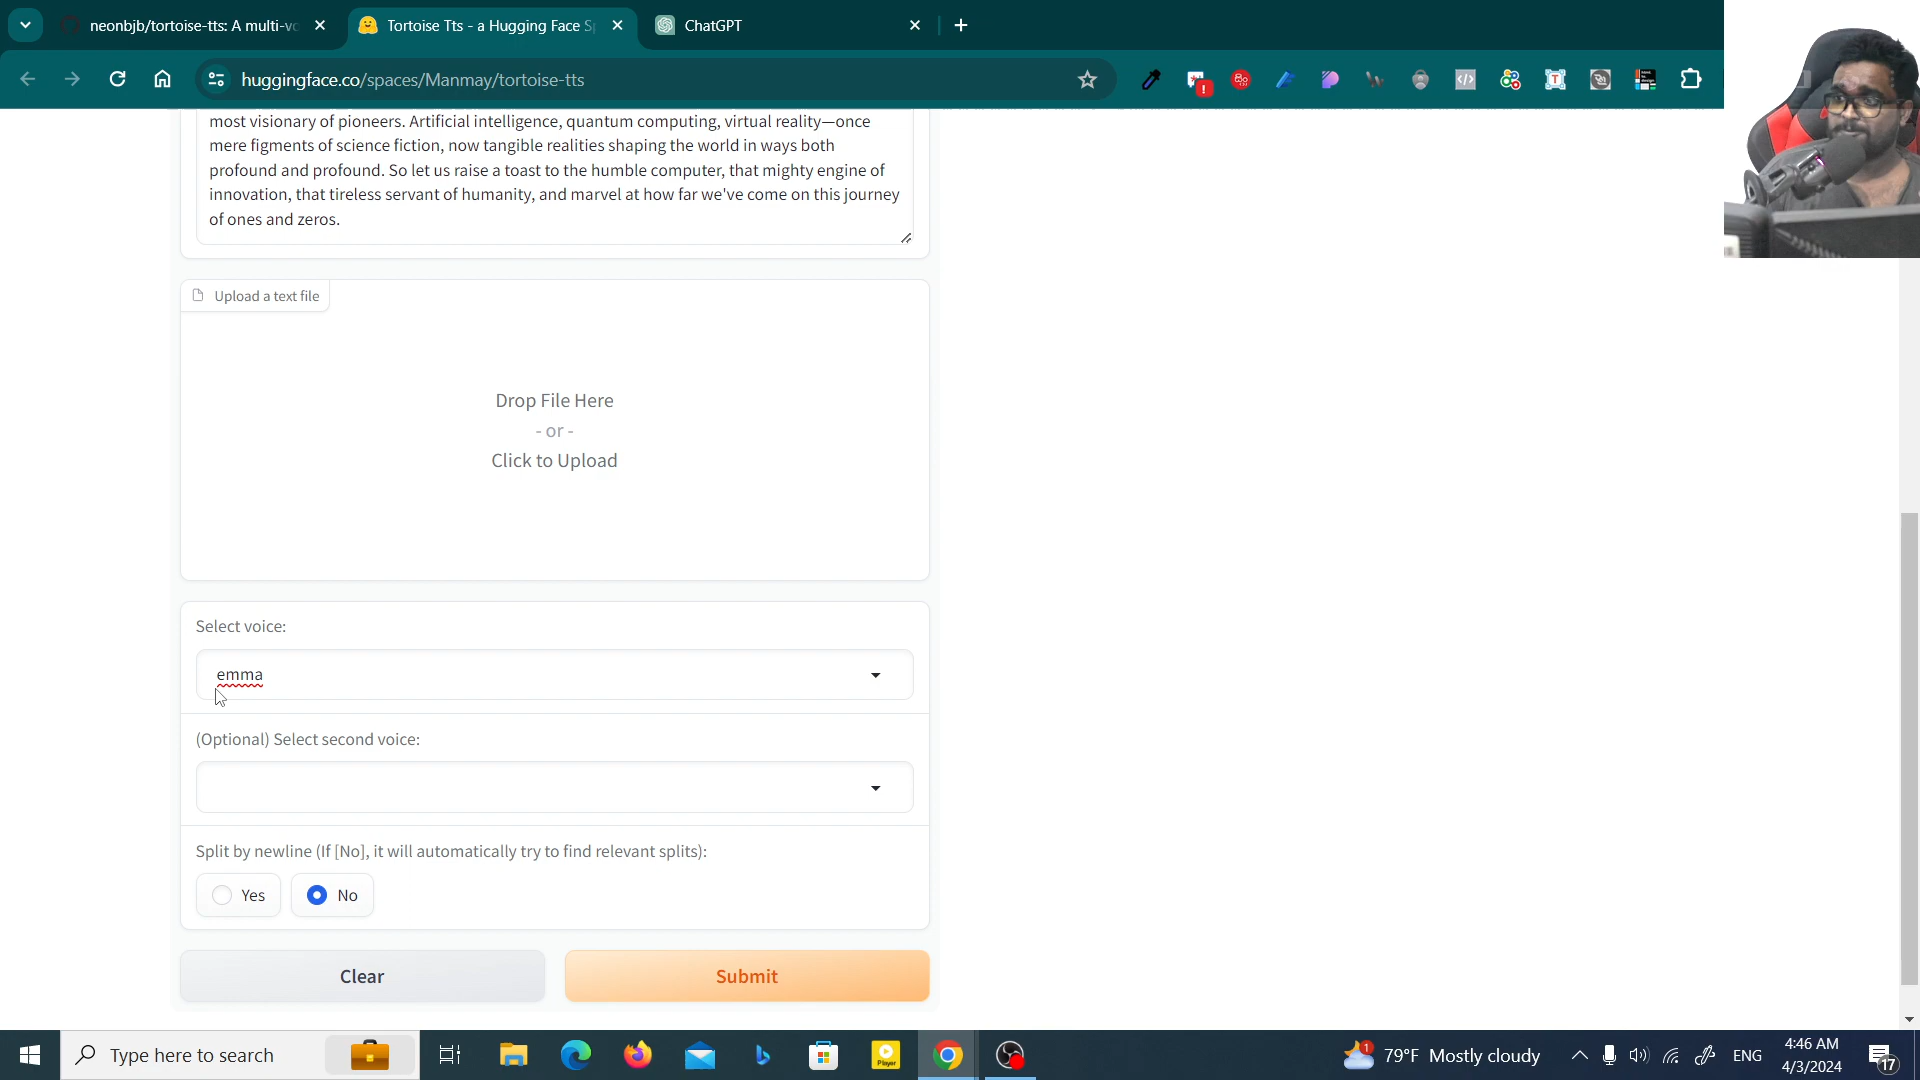 neonbjb/tortoise-tts: A multi-vo
Tortoise Tts - a Hugging Face S
ChatGPT
huggingface.co/spaces/Manmay/tortoise-tts
most visionary of pioneers. Artificial intelligence, quantum computing, virtual reality—once
mere figments of science fiction, now tangible realities shaping the world in ways both
profound and profound. So let us raise a toast to the humble computer, that mighty engine of
innovation, that tireless servant of humanity, and marvel at how far we've come on this journey
of ones and zeros.
Upload a text file
Drop File Here
- or -
Click to Upload
Select voice:
emma
(Optional) Select second voice:
Split by newline (If [No], it will automatically try to find relevant splits):
Yes
No
Clear
Submit
Type here to search
Player
1
79°F Mostly cloudy
ENG
4:46 AM
4/3/2024
17